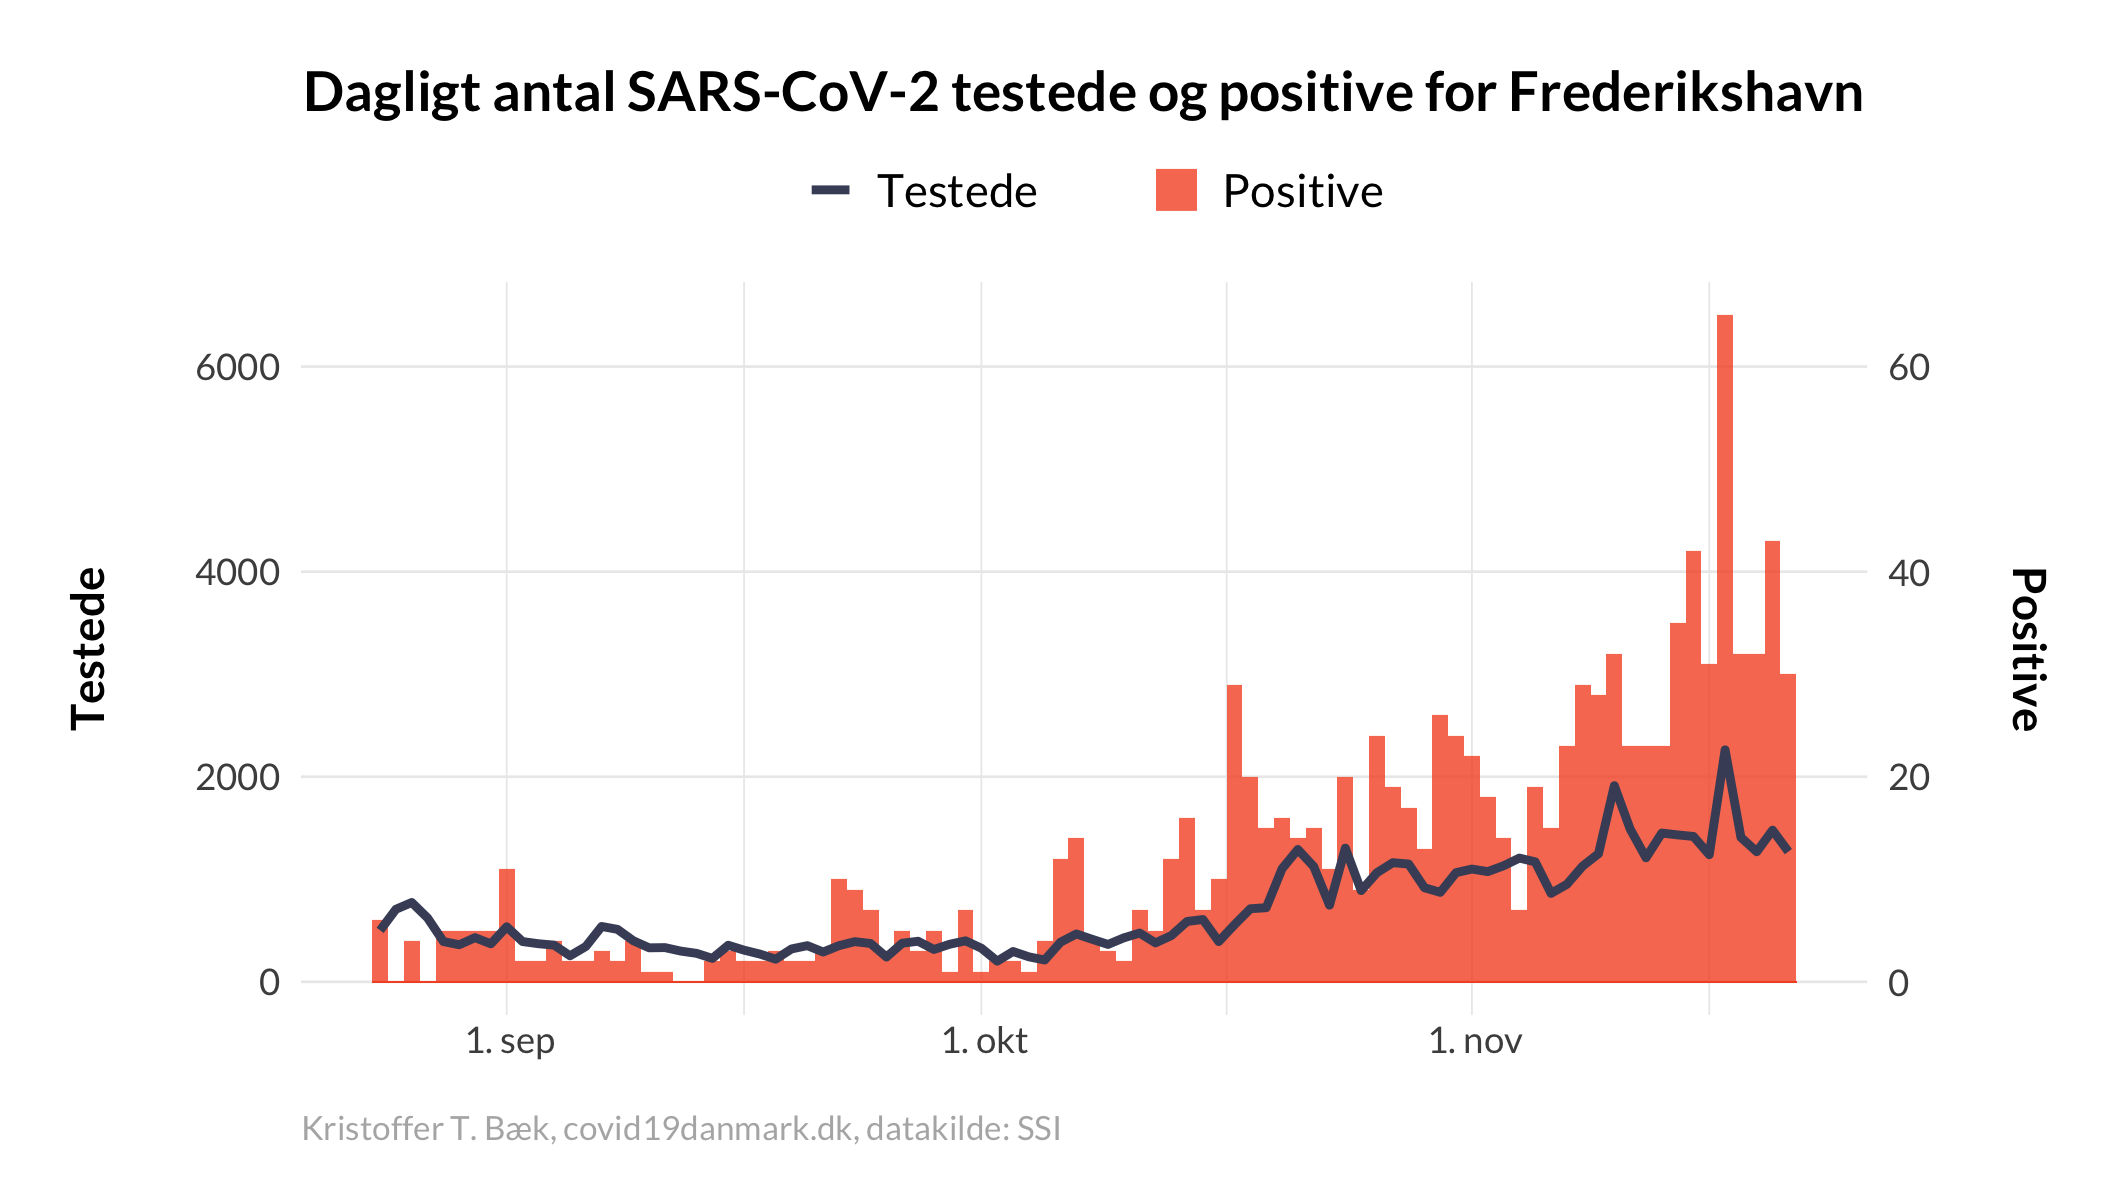 Dagligt antal SARS-CoV-2 testede og positive for Frederikshavn
Testede
Positive
6000
4000
2000
0
60
40
20
0
Testede
Positive
1. sep
1. okt
1. nov
Kristoffer T. Bæk, covid19danmark.dk, datakilde: SSI